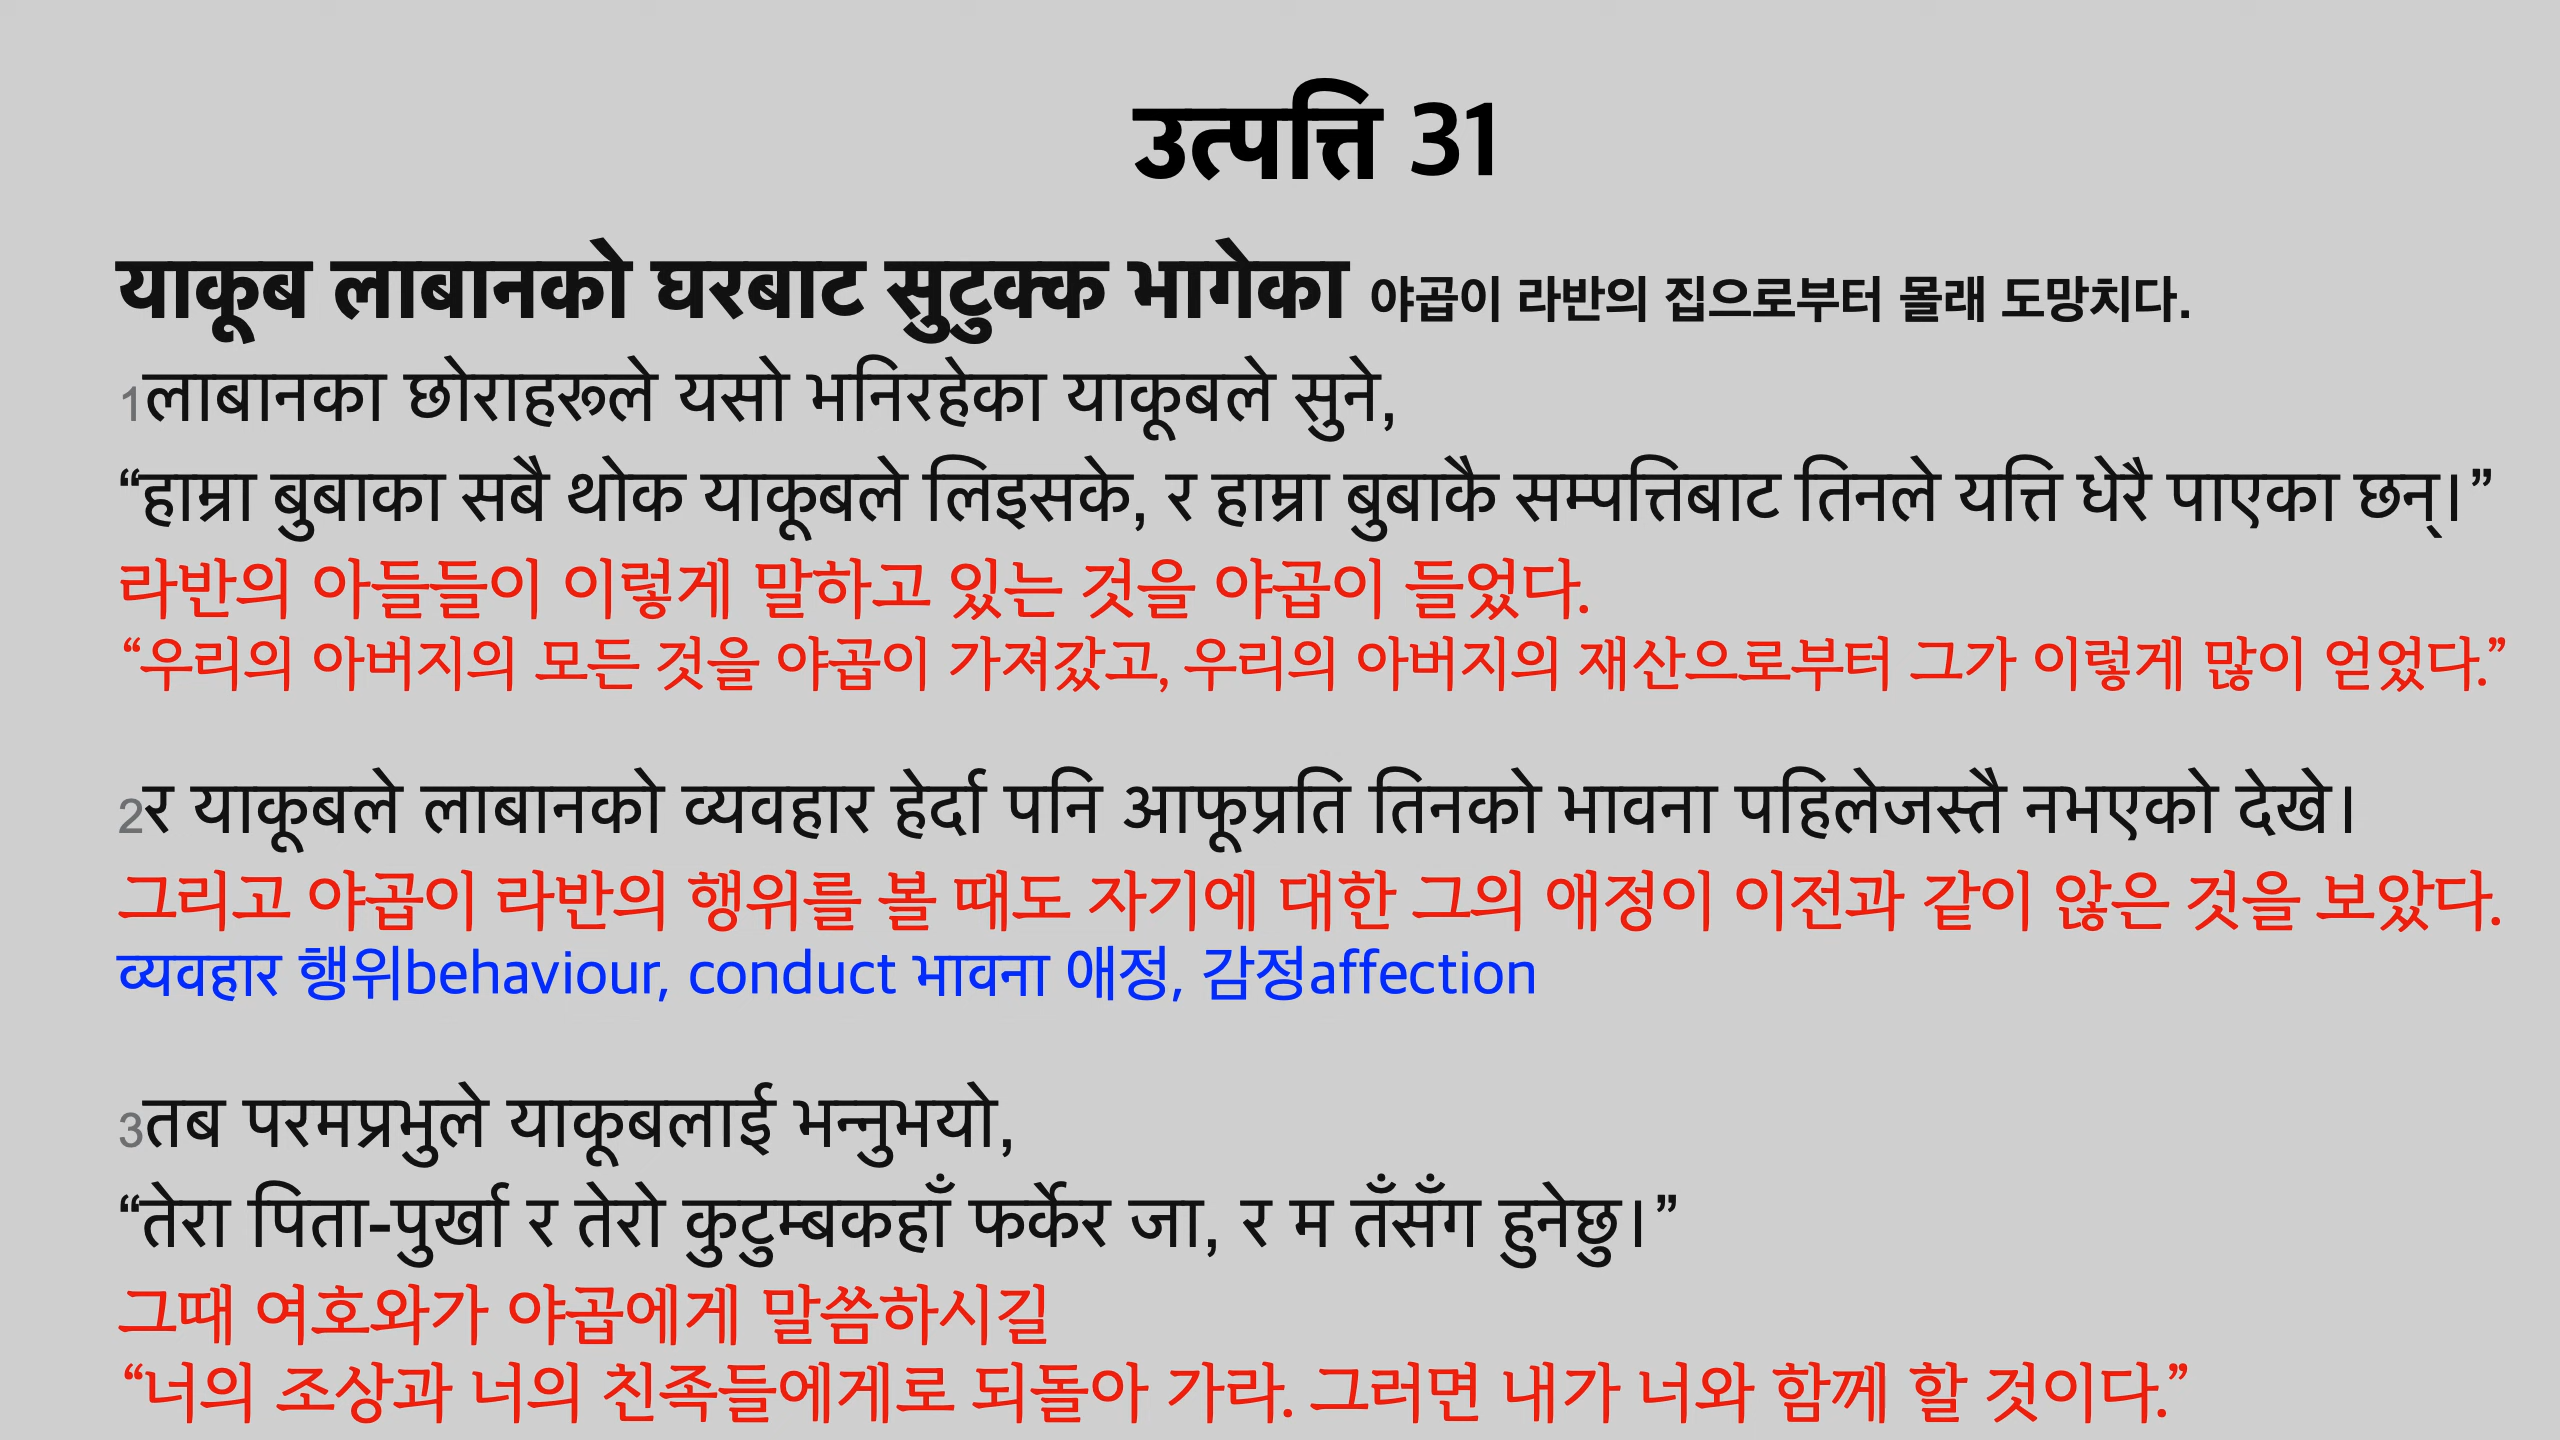 उत्पत्ति 31
याकूब लाबानको घरबाट सुटुक्क भागेका 야곱이 라반의 집으로부터 몰래 도망치다.
1लाबानका छोराहरूले यसो भनिरहेका याकूबले सुने,
“हाम्रा बुबाका सबै थोक याकूबले लिइसके, र हाम्रा बुबाकै सम्पत्तिबाट तिनले यत्ति धेरै पाएका छन्।”
라반의 아들들이 이렇게 말하고 있는 것을 야곱이 들었다.
“우리의 아버지의 모든 것을 야곱이 가져갔고, 우리의 아버지의 재산으로부터 그가 이렇게 많이 얻었다.”
2र याकूबले लाबानको व्यवहार हेर्दा पनि आफूप्रति तिनको भावना पहिलेजस्तै नभएको देखे।
그리고 야곱이 라반의 행위를 볼 때도 자기에 대한 그의 애정이 이전과 같이 않은 것을 보았다.
व्यवहार 행위behaviour, conduct भावना 애정, 감정affection
3तब परमप्रभुले याकूबलाई भन्नुभयो,
“तेरा पिता-पुर्खा र तेरो कुटुम्बकहाँ फर्केर जा, र म तँसँग हुनेछु।”
그때 여호와가 야곱에게 말씀하시길
“너의 조상과 너의 친족들에게로 되돌아 가라. 그러면 내가 너와 함께 할 것이다.”